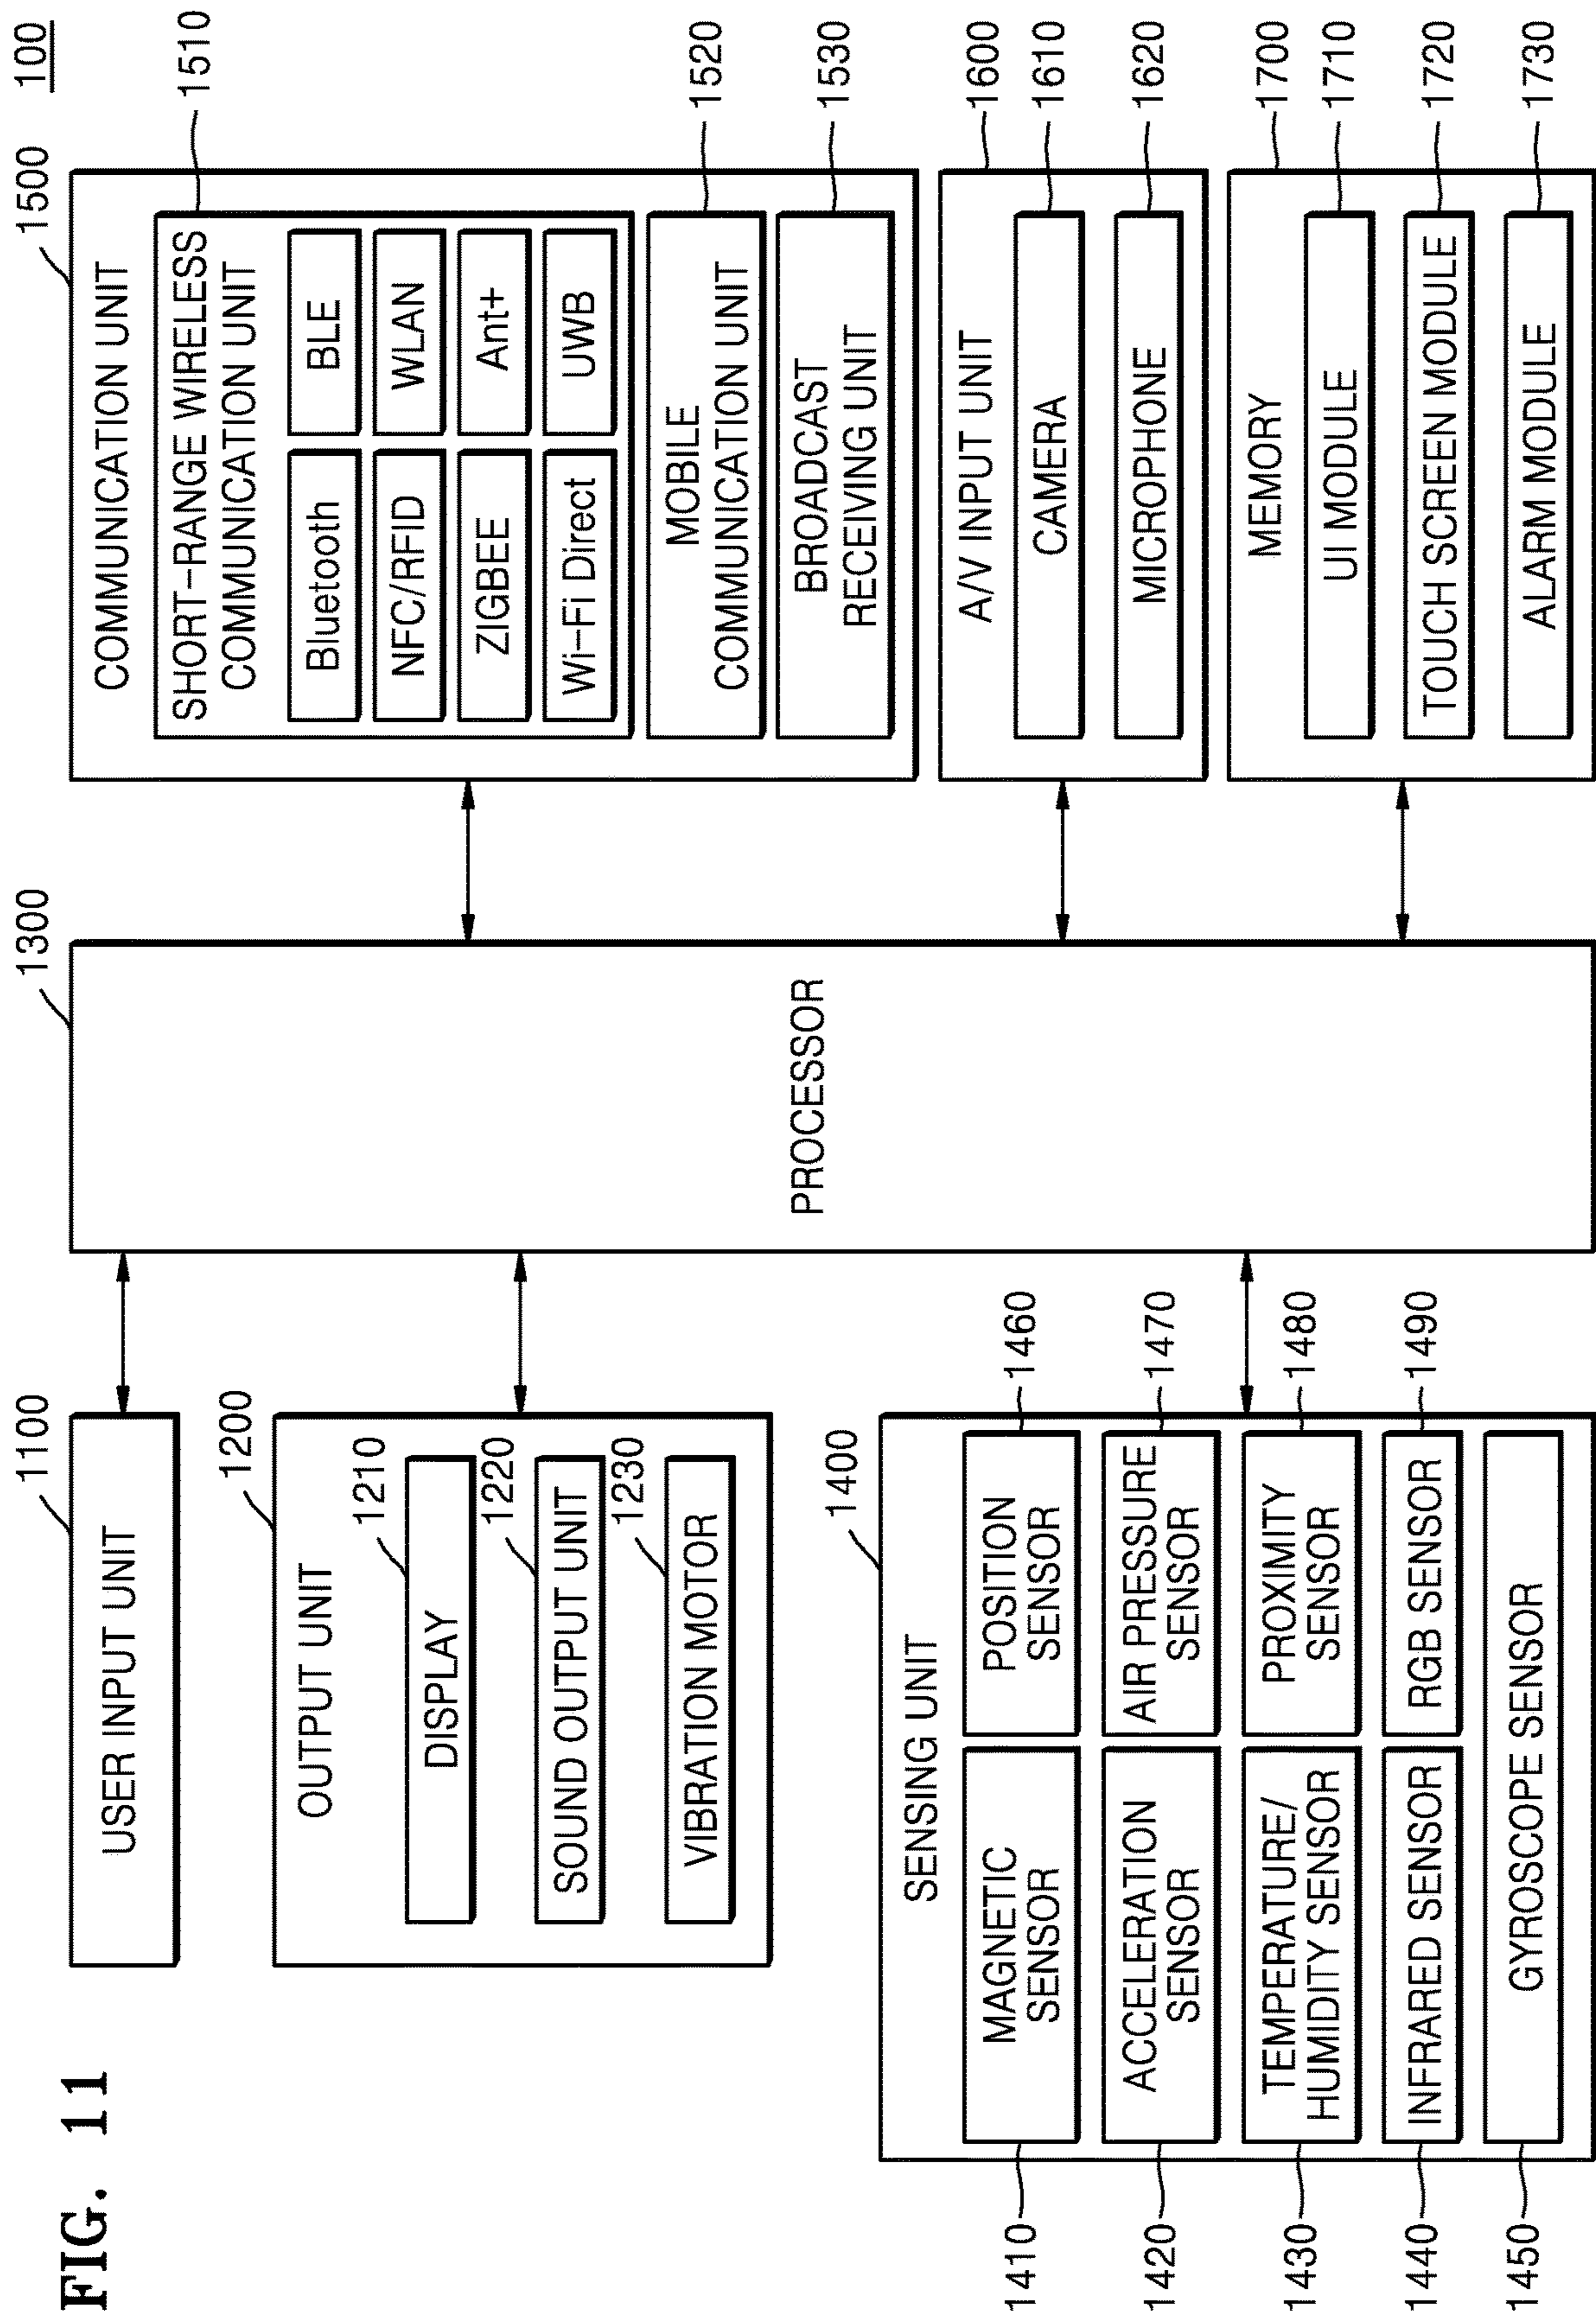 FIG. 11
100
1100
USER INPUT UNIT
1200
OUTPUT UNIT
1210
DISPLAY
1220
SOUND OUTPUT UNIT
1230
VIBRATION MOTOR
1400
SENSING UNIT
1410
MAGNETIC
SENSOR
POSITION
SENSOR
1460
1420
ACCELERATION
SENSOR
AIR PRESSURE
SENSOR
1470
1430
TEMPERATURE/
HUMIDITY SENSOR
PROXIMITY
SENSOR
1480
1440
INFRARED SENSOR
RGB SENSOR
1490
1450
GYROSCOPE SENSOR
1300
PROCESSOR
1500
COMMUNICATION UNIT
SHORT-RANGE WIRELESS
COMMUNICATION UNIT
1510
Bluetooth
BLE
NFC/RFID
WLAN
ZIGBEE
Ant+
Wi-Fi Direct
UWB
MOBILE
COMMUNICATION UNIT
1520
BROADCAST
RECEIVING UNIT
1530
A/V INPUT UNIT
1600
CAMERA
1610
MICROPHONE
1620
MEMORY
1700
UI MODULE
1710
TOUCH SCREEN MODULE
1720
ALARM MODULE
1730